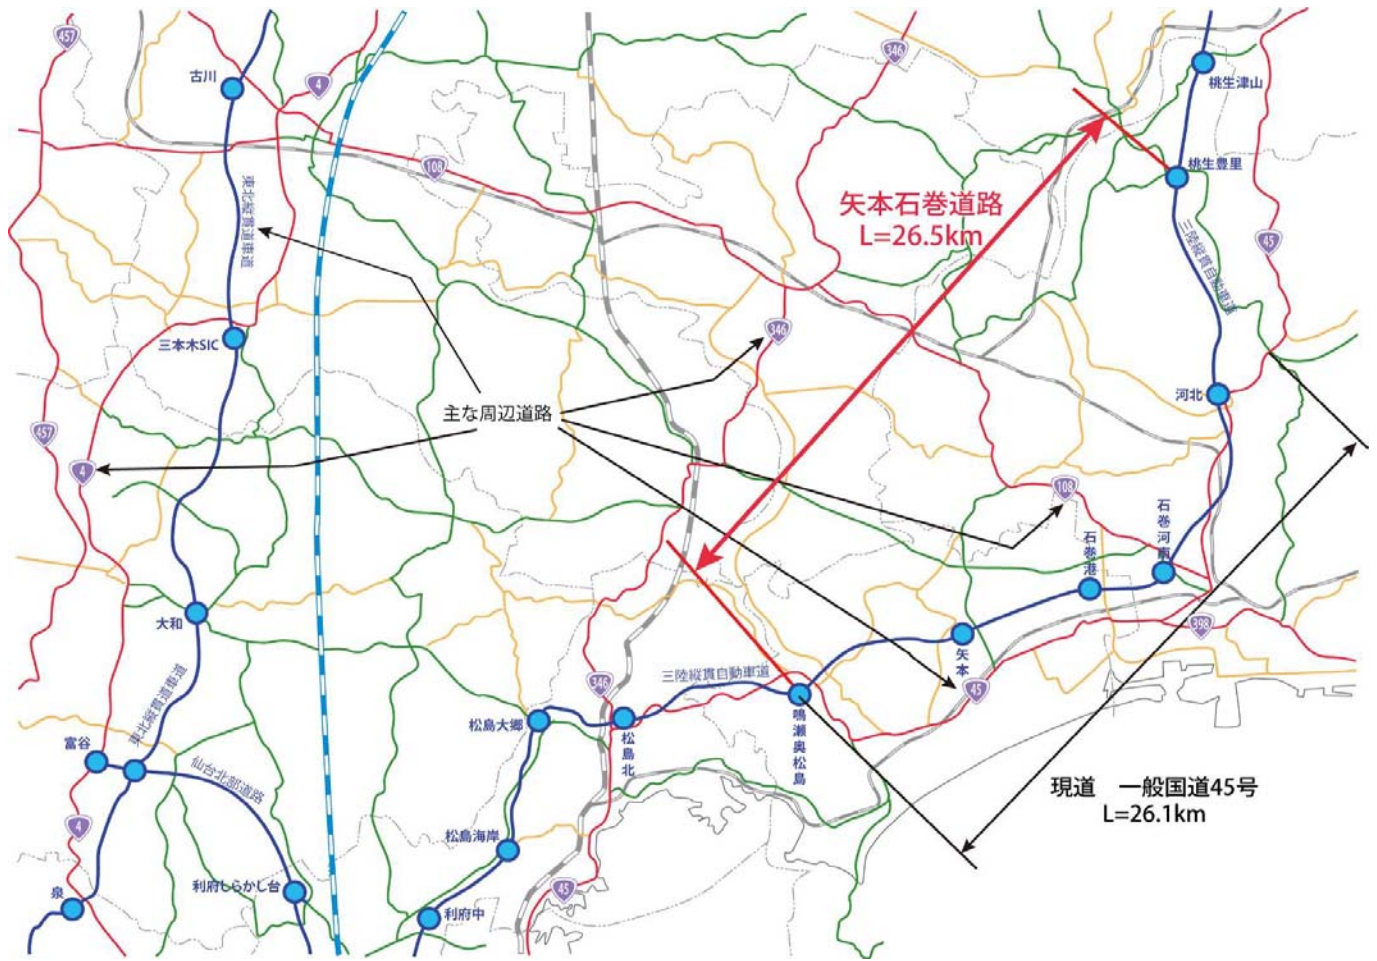 457
古川
4
346
桃生津山
108
桃生豊里
矢本石巻道路
L=26.5km
45
東北縦貫道車道
三陸縦貫自動車道
346
三本木SIC
河北
主な周辺道路
457
4
108
石巻河南
石巻港
大和
398
矢本
346
三陸縦貫自動車道
45
東北縦貫道車道
松島大郷
松島北
鳴瀬奥松島
富谷
仙台北部道路
現道 一般国道45号
L=26.1km
4
松島海岸
泉
利府しらかし台
45
利府中